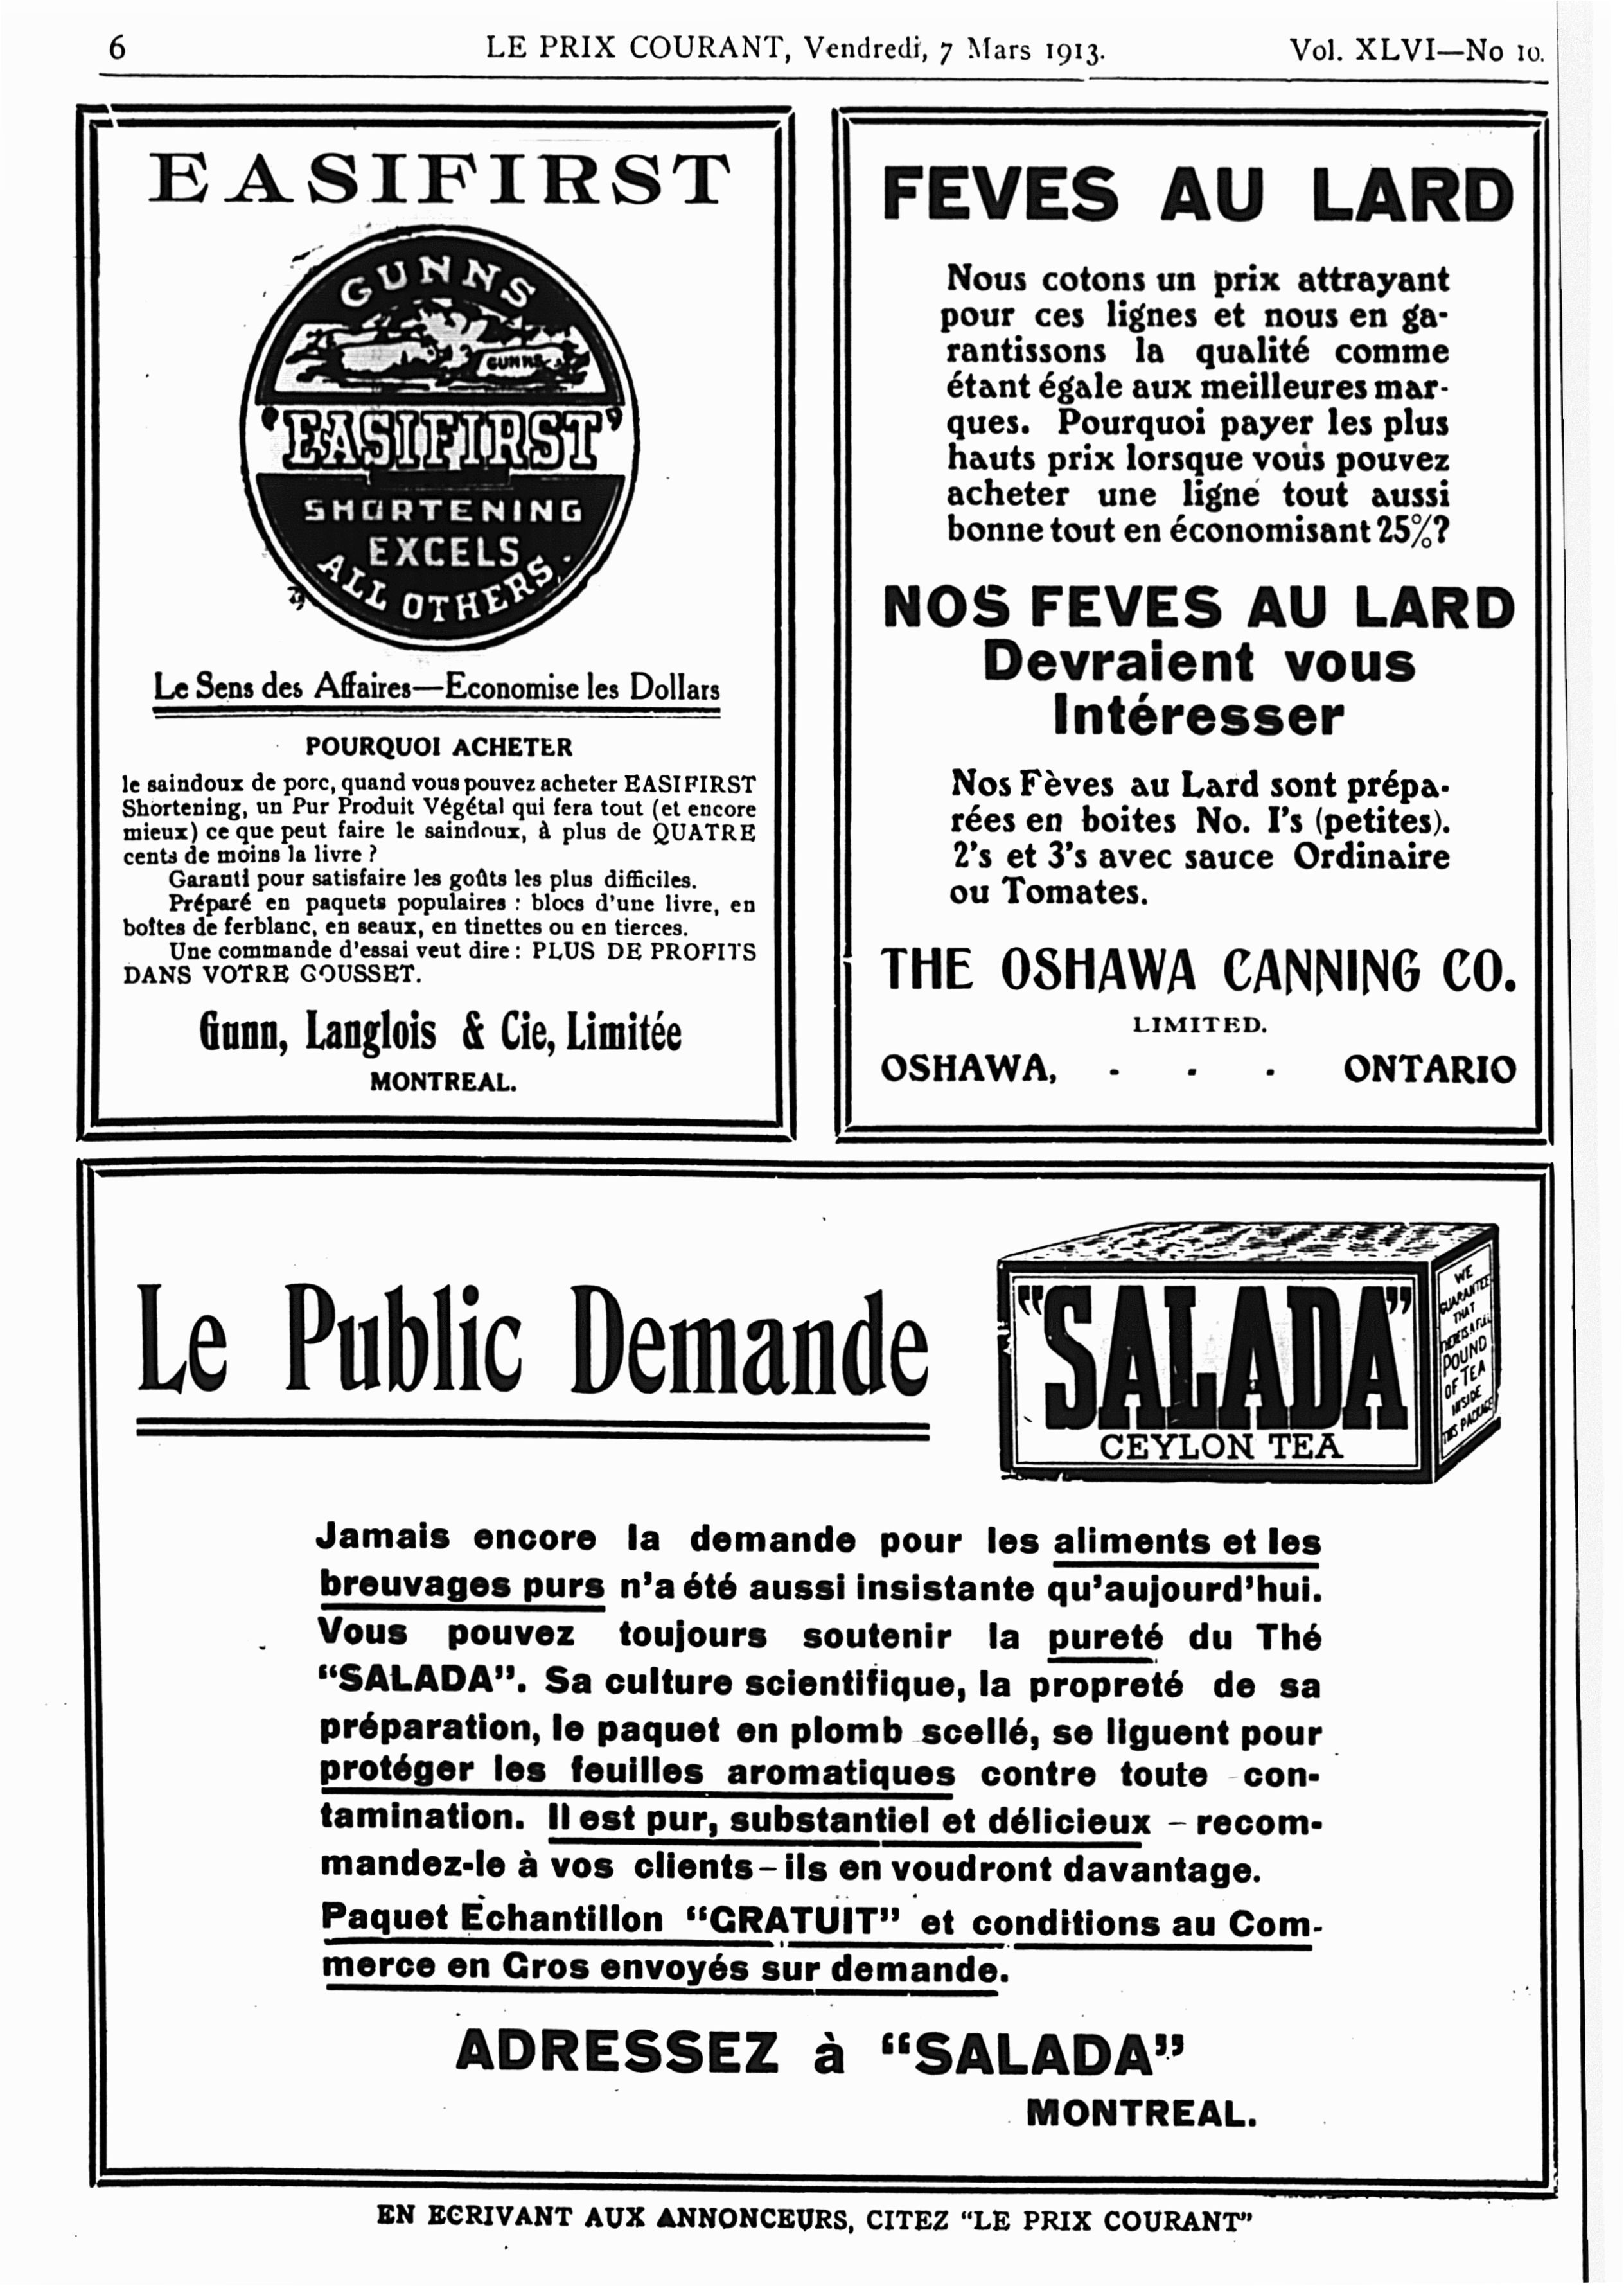 6
LE PRIX COURANT, Vendredi, 7 Mars 1913.
Vol. XLVI—No 10.
EASIFIRST
GUNNS
GUNNS
'EASIFIRST'
SHORTENING
EXCELS
ALL OTHERS.
Le Sens des Affaires—Economise les Dollars
POURQUOI ACHETER
le saindoux de porc, quand vous pouvez acheter EASIFIRST
Shortening, un Pur Produit Végétal qui fera tout (et encore
mieux) ce que peut faire le saindoux, à plus de QUATRE
cents de moins la livre ?
Garanti pour satisfaire les goûts les plus difficiles.
Préparé en paquets populaires : blocs d'une livre, en
boîtes de ferblanc, en seaux, en tinettes ou en tierces.
Une commande d'essai veut dire : PLUS DE PROFITS
DANS VOTRE GOUSSET.
Gunn, Langlois & Cie, Limitée
MONTREAL.
FEVES AU LARD
Nous cotons un prix attrayant
pour ces lignes et nous en ga-
rantissons la qualité comme
étant égale aux meilleures mar-
ques. Pourquoi payer les plus
hauts prix lorsque vous pouvez
acheter une ligne tout aussi
bonne tout en économisant 25%?
NOS FEVES AU LARD
Devraient vous
Intéresser
Nos Fèves au Lard sont prépa-
rées en boites No. I's (petites).
2's et 3's avec sauce Ordinaire
ou Tomates.
THE OSHAWA CANNING CO.
LIMITED.
OSHAWA, - - - ONTARIO
Le Public Demande
"SALADA"
CEYLON TEA
WE
GUARANTEE
THAT
THERE IS A FULL
POUND
OF TEA
INSIDE
THIS PACKAGE
Jamais encore la demande pour les aliments et les
breuvages purs n'a été aussi insistante qu'aujourd'hui.
Vous pouvez toujours soutenir la pureté du Thé
"SALADA". Sa culture scientifique, la propreté de sa
préparation, le paquet en plomb scellé, se liguent pour
protéger les feuilles aromatiques contre toute con-
tamination. Il est pur, substantiel et délicieux – recom-
mandez-le à vos clients – ils en voudront davantage.
Paquet Echantillon "GRATUIT" et conditions au Com-
merce en Gros envoyés sur demande.
ADRESSEZ à "SALADA"
MONTREAL.
EN ECRIVANT AUX ANNONCEURS, CITEZ "LE PRIX COURANT"